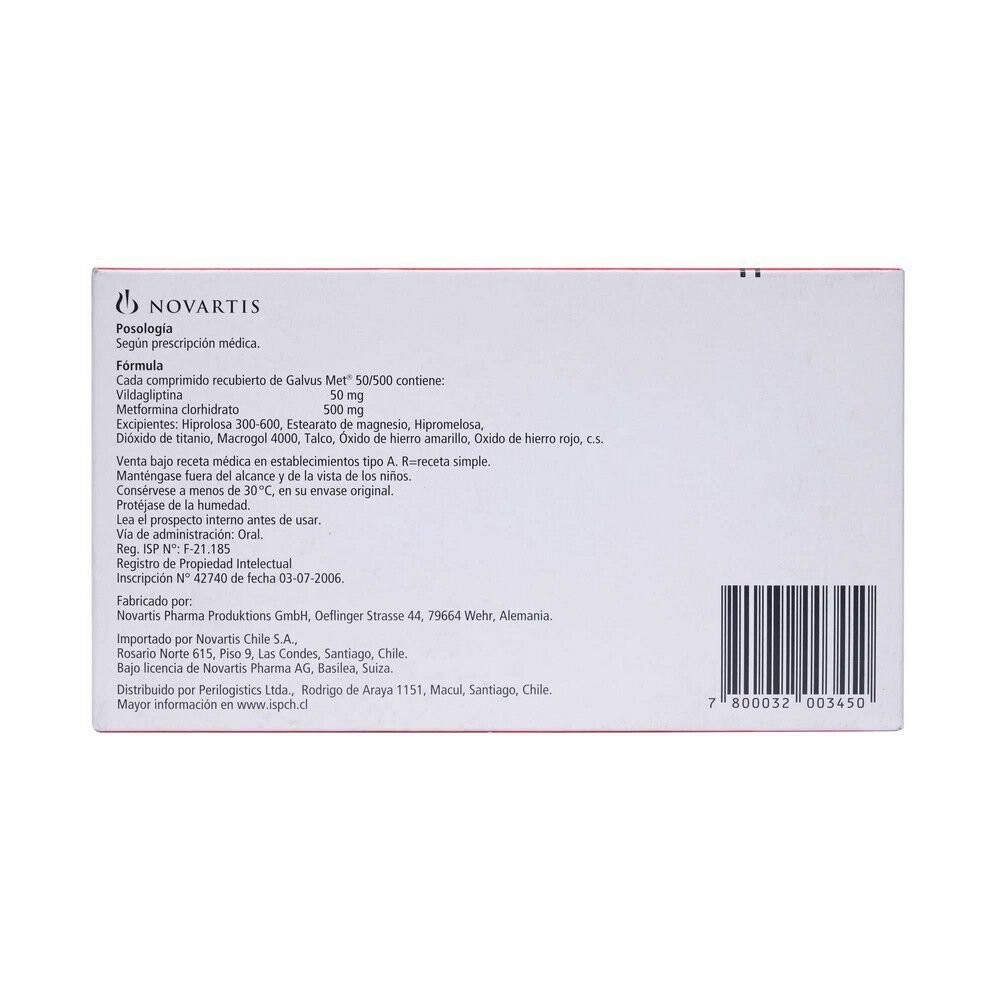 NOVARTIS
Posología
Según prescripción médica.
Fórmula
Cada comprimido recubierto de Galvus Met® 50/500 contiene:
Vildagliptina 50 mg
Metformina clorhidrato 500 mg
Excipientes: Hiprolosa 300-600, Estearato de magnesio, Hipromelosa,
Dióxido de titanio, Macrogol 4000, Talco, Óxido de hierro amarillo, Oxido de hierro rojo, c.s.
Venta bajo receta médica en establecimientos tipo A. R=receta simple.
Manténgase fuera del alcance y de la vista de los niños.
Consérvese a menos de 30°C, en su envase original.
Protéjase de la humedad.
Lea el prospecto interno antes de usar.
Vía de administración: Oral.
Reg. ISP N°: F-21.185
Registro de Propiedad Intelectual
Inscripción N° 42740 de fecha 03-07-2006.
Fabricado por:
Novartis Pharma Produktions GmbH, Oeflinger Strasse 44, 79664 Wehr, Alemania.
Importado por Novartis Chile S.A.,
Rosario Norte 615, Piso 9, Las Condes, Santiago, Chile.
Bajo licencia de Novartis Pharma AG, Basilea, Suiza.
Distribuido por Perilogistics Ltda., Rodrigo de Araya 1151, Macul, Santiago, Chile.
Mayor información en www.ispch.cl
7 800032 003450